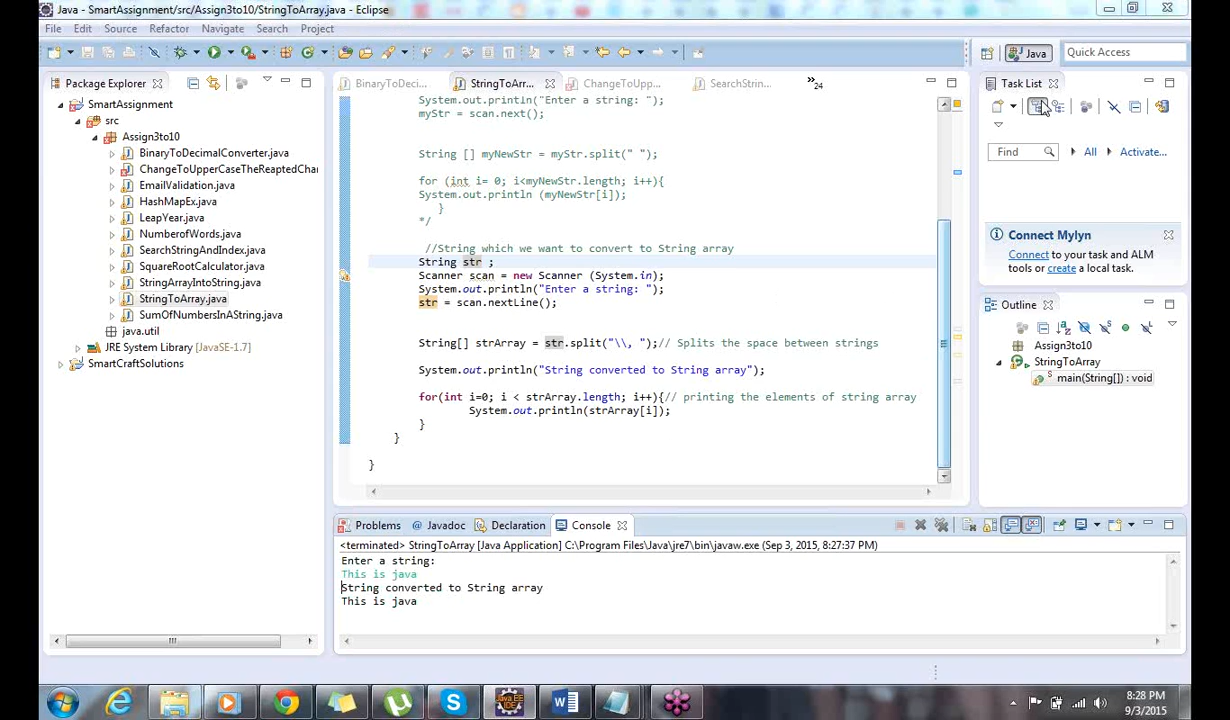 Java - SmartAssignment/src/Assign3to10/StringToArray.java - Eclipse
File Edit Source Refactor Navigate Search Project
Java
Quick Access
Package Explorer
SmartAssignment
src
Assign3to10
BinaryToDecimalConverter.java
ChangeToUpperCaseTheReaptedChar
EmailValidation.java
HashMapEx.java
LeapYear.java
NumberofWords.java
SearchStringAndIndex.java
SquareRootCalculator.java
StringArrayIntoString.java
StringToArray.java
SumOfNumbersInAString.java
java.util
JRE System Library [JavaSE-1.7]
SmartCraftSolutions
BinaryToDeci... StringToArr... ChangeToUpp... SearchStrin... »24
System.out.println("Enter a string: ");
myStr = scan.next();
String [] myNewStr = myStr.split(" ");
for (int i= 0; i<myNewStr.length; i++){
System.out.println (myNewStr[i]);
}
*/
//String which we want to convert to String array
String str ;
Scanner scan = new Scanner (System.in);
System.out.println("Enter a string: ");
str = scan.nextLine();
String[] strArray = str.split("\\, ");// Splits the space between strings
System.out.println("String converted to String array");
for(int i=0; i < strArray.length; i++){// printing the elements of string array
System.out.println(strArray[i]);
}
}
}
Task List
Find All Activate...
Connect Mylyn
Connect to your task and ALM
tools or create a local task.
Outline
Assign3to10
StringToArray
main(String[]) : void
Problems @ Javadoc Declaration Console
<terminated> StringToArray [Java Application] C:\Program Files\Java\jre7\bin\javaw.exe (Sep 3, 2015, 8:27:37 PM)
Enter a string:
This is java
String converted to String array
This is java
8:28 PM
9/3/2015